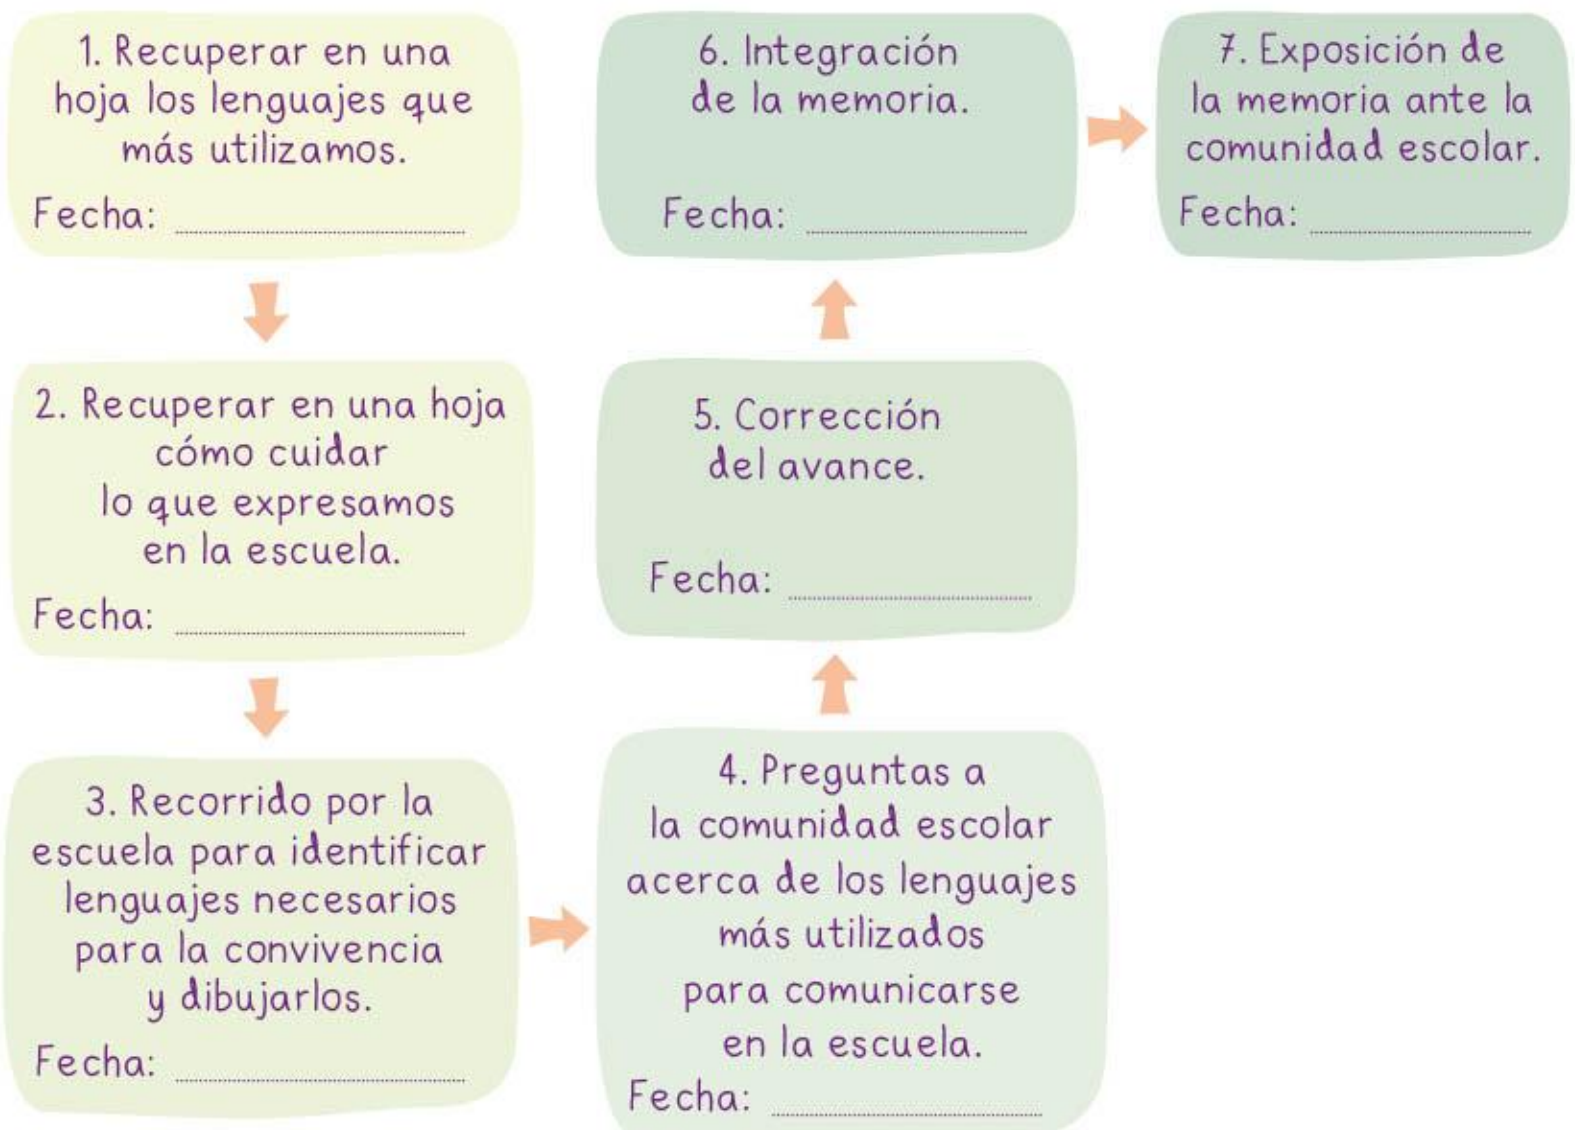 1. Recuperar en una
hoja los lenguajes que
más utilizamos.
Fecha:
2. Recuperar en una hoja
cómo cuidar
lo que expresamos
en la escuela.
Fecha:
3. Recorrido por la
escuela para identificar
lenguajes necesarios
para la convivencia
y dibujarlos.
Fecha:
4. Preguntas a
la comunidad escolar
acerca de los lenguajes
más utilizados
para comunicarse
en la escuela.
Fecha:
5. Corrección
del avance.
Fecha:
6. Integración
de la memoria.
Fecha:
7. Exposición de
la memoria ante la
comunidad escolar.
Fecha: